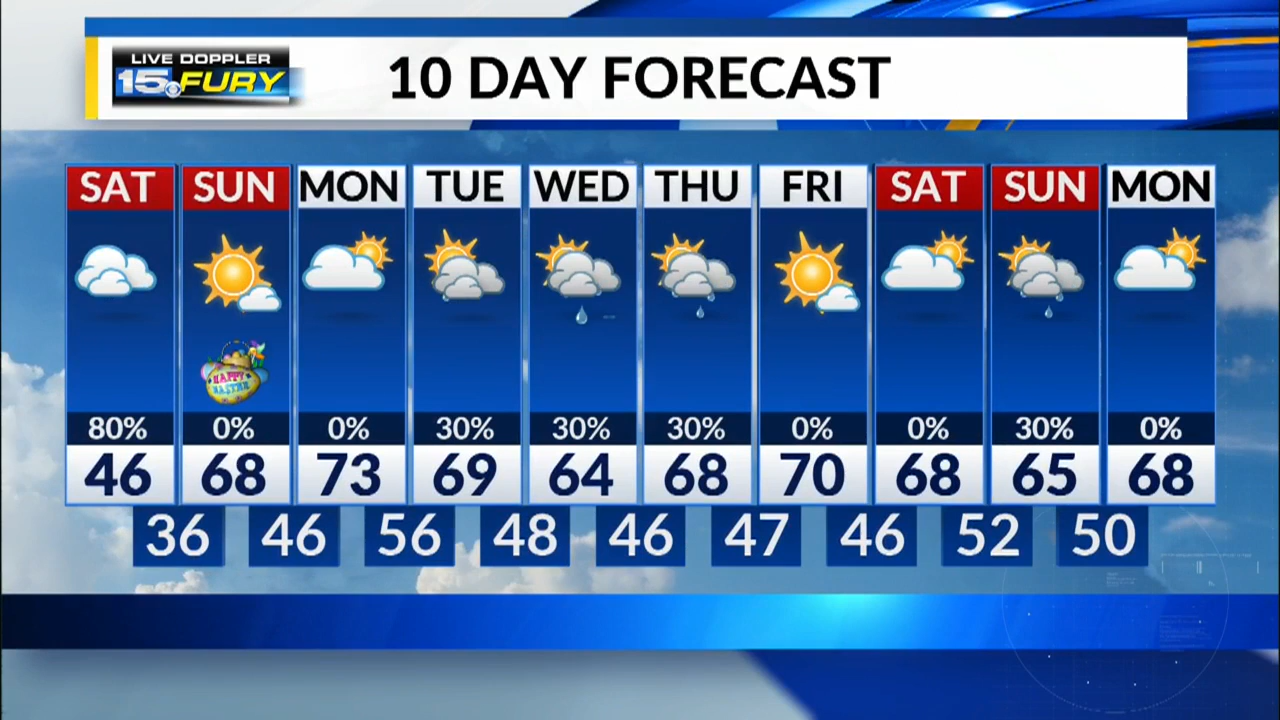 LIVE DOPPLER
15 FURY
10 DAY FORECAST
SAT SUN MON TUE WED THU FRI SAT SUN MON
HAPPY
EASTER
80% 0% 0% 30% 30% 30% 0% 0% 30% 0%
46 68 73 69 64 68 70 68 65 68
36 46 56 48 46 47 46 52 50